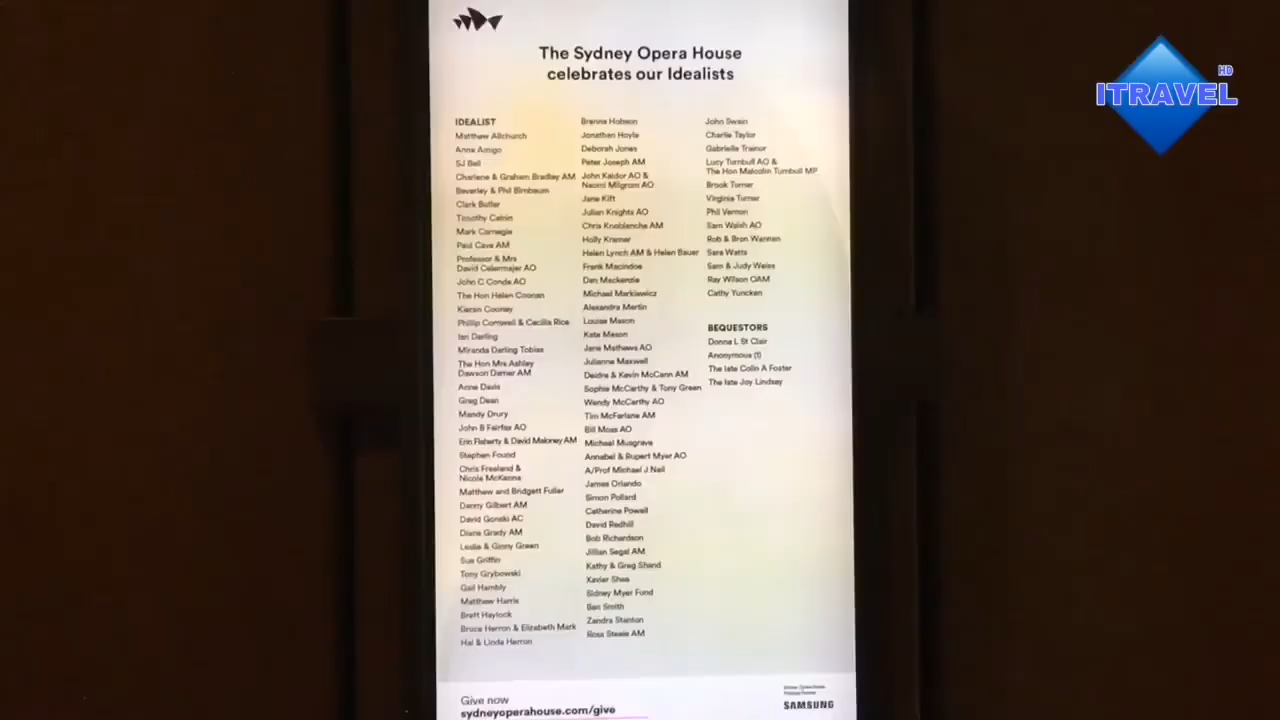 The Sydney Opera House
celebrates our Idealists
IDEALIST
Matthew Allchurch
Anne Amigo
SJ Bell
Charlene & Graham Bradley AM
Beverley & Phil Birnbaum
Clark Butler
Timothy Calnin
Mark Carnegie
Paul Cave AM
Professor & Mrs
David Celermajer AO
John C Conde AO
The Hon Helen Coonan
Kieran Cooney
Phillip Cornwell & Cecilia Rice
Ian Darling
Miranda Darling Tobias
The Hon Mrs Ashley
Dawson Damer AM
Anne Davis
Greg Dean
Mandy Drury
John B Fairfax AO
Erin Flaherty & David Maloney AM
Stephen Found
Chris Freeland &
Nicole McKenna
Matthew and Bridgett Fuller
Danny Gilbert AM
David Gonski AC
Diane Grady AM
Leslie & Ginny Green
Sue Griffin
Tony Grybowski
Gail Hambly
Matthew Harris
Brett Haylock
Bruce Herron & Elizabeth Mark
Hal & Linda Herron
Brenna Hobson
Jonathan Hoyle
Deborah Jones
Peter Joseph AM
John Kaldor AO &
Naomi Milgrom AO
Jane Kift
Julian Knights AO
Chris Knoblanche AM
Holly Kramer
Helen Lynch AM & Helen Bauer
Frank Macindoe
Dan Mackenzie
Michael Markiewicz
Alexandra Martin
Louise Mason
Kate Mason
Jane Mathews AO
Julianne Maxwell
Deidre & Kevin McCann AM
Sophie McCarthy & Tony Green
Wendy McCarthy AO
Tim McFarlane AM
Bill Moss AO
Michael Musgrave
Annabel & Rupert Myer AO
A/Prof Michael J Neil
James Orlando
Simon Pollard
Catherine Powell
David Redhill
Bob Richardson
Jillian Segal AM
Kathy & Greg Shand
Xavier Shea
Sidney Myer Fund
Ben Smith
Zandra Stanton
Ross Steele AM
John Swain
Charlie Taylor
Gabrielle Trainor
Lucy Turnbull AO &
The Hon Malcolm Turnbull MP
Brook Turner
Virginia Turner
Phil Vernon
Sam Walsh AO
Rob & Bron Wannan
Sara Watts
Sam & Judy Weiss
Ray Wilson OAM
Cathy Yuncken
BEQUESTORS
Donna L St Clair
Anonymous (1)
The late Colin A Foster
The late Joy Lindsay
Give now
sydneyoperahouse.com/give
SAMSUNG
HD
ITRAVEL